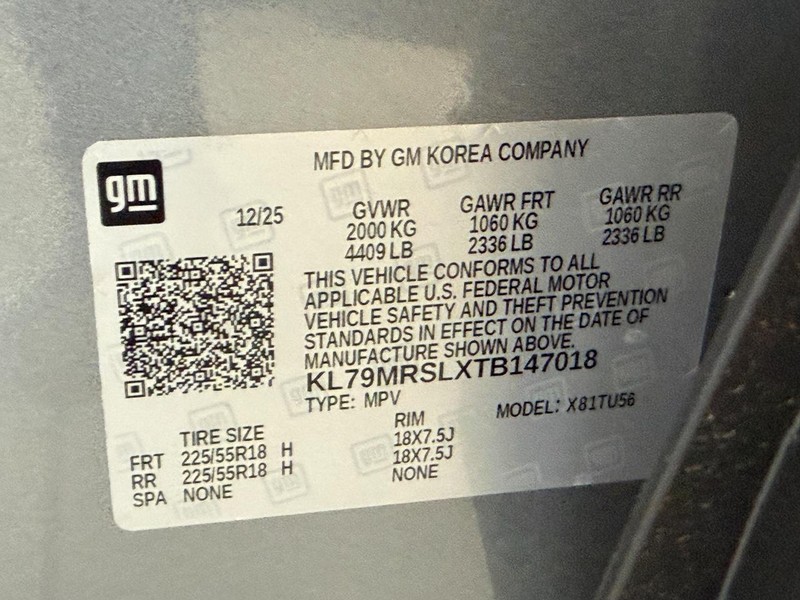 gm
MFD BY GM KOREA COMPANY
12/25
GVWR GAWR FRT GAWR RR
2000 KG 1060 KG 1060 KG
4409 LB 2336 LB 2336 LB
THIS VEHICLE CONFORMS TO ALL
APPLICABLE U.S. FEDERAL MOTOR
VEHICLE SAFETY AND THEFT PREVENTION
STANDARDS IN EFFECT ON THE DATE OF
MANUFACTURE SHOWN ABOVE.
KL79MRSLXTB147018
TYPE: MPV MODEL: X81TU56
TIRE SIZE RIM
FRT 225/55R18 H 18X7.5J
RR 225/55R18 H 18X7.5J
SPA NONE NONE